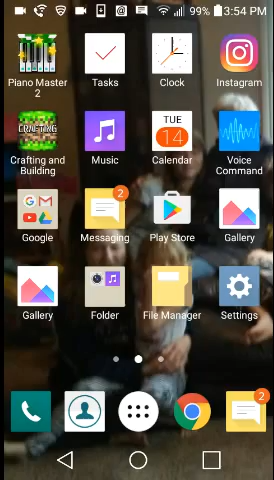 99% 3:54 PM
Piano Master 2
Tasks
Clock
Instagram
CRAFTING
Crafting and Building
Music
TUE
14
Calendar
Voice Command
Google
2
Messaging
Play Store
Gallery
Gallery
Folder
File Manager
Settings
2